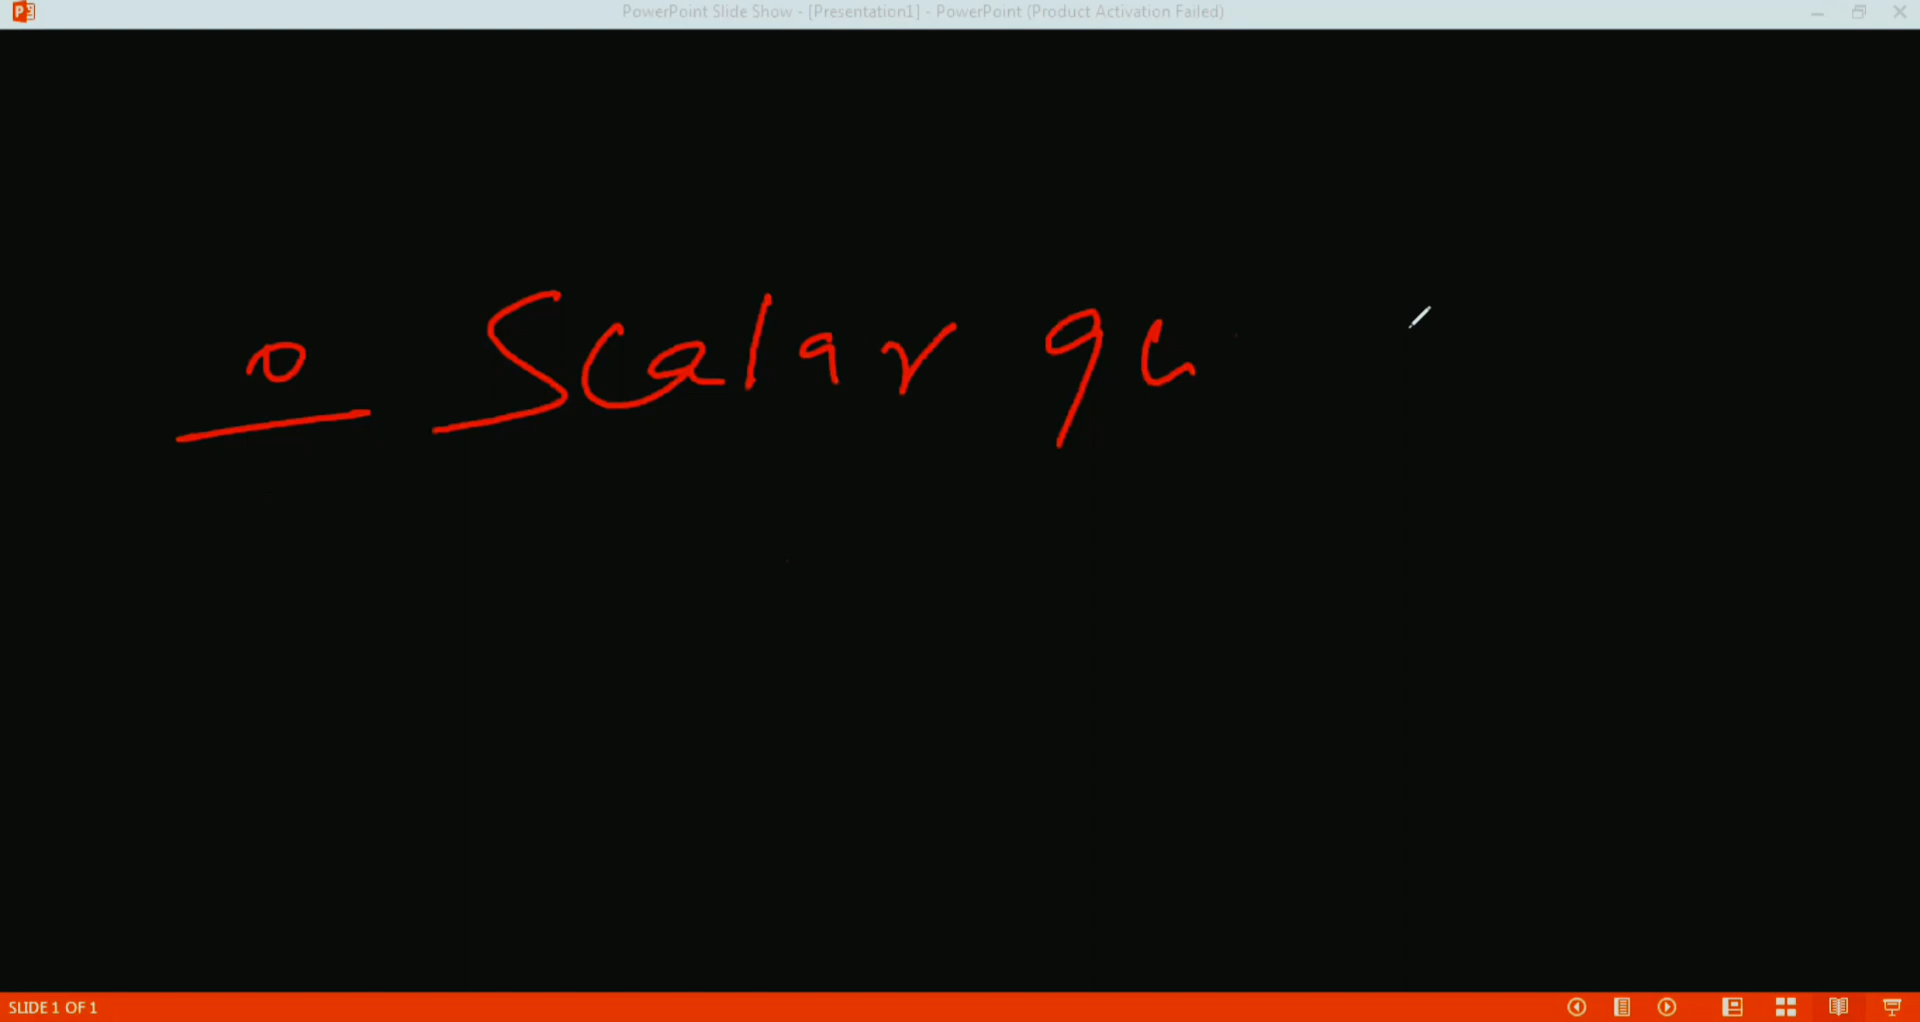 PowerPoint Slide Show - [Presentation1] - PowerPoint (Product Activation Failed)
o Scalar qu
SLIDE 1 OF 1